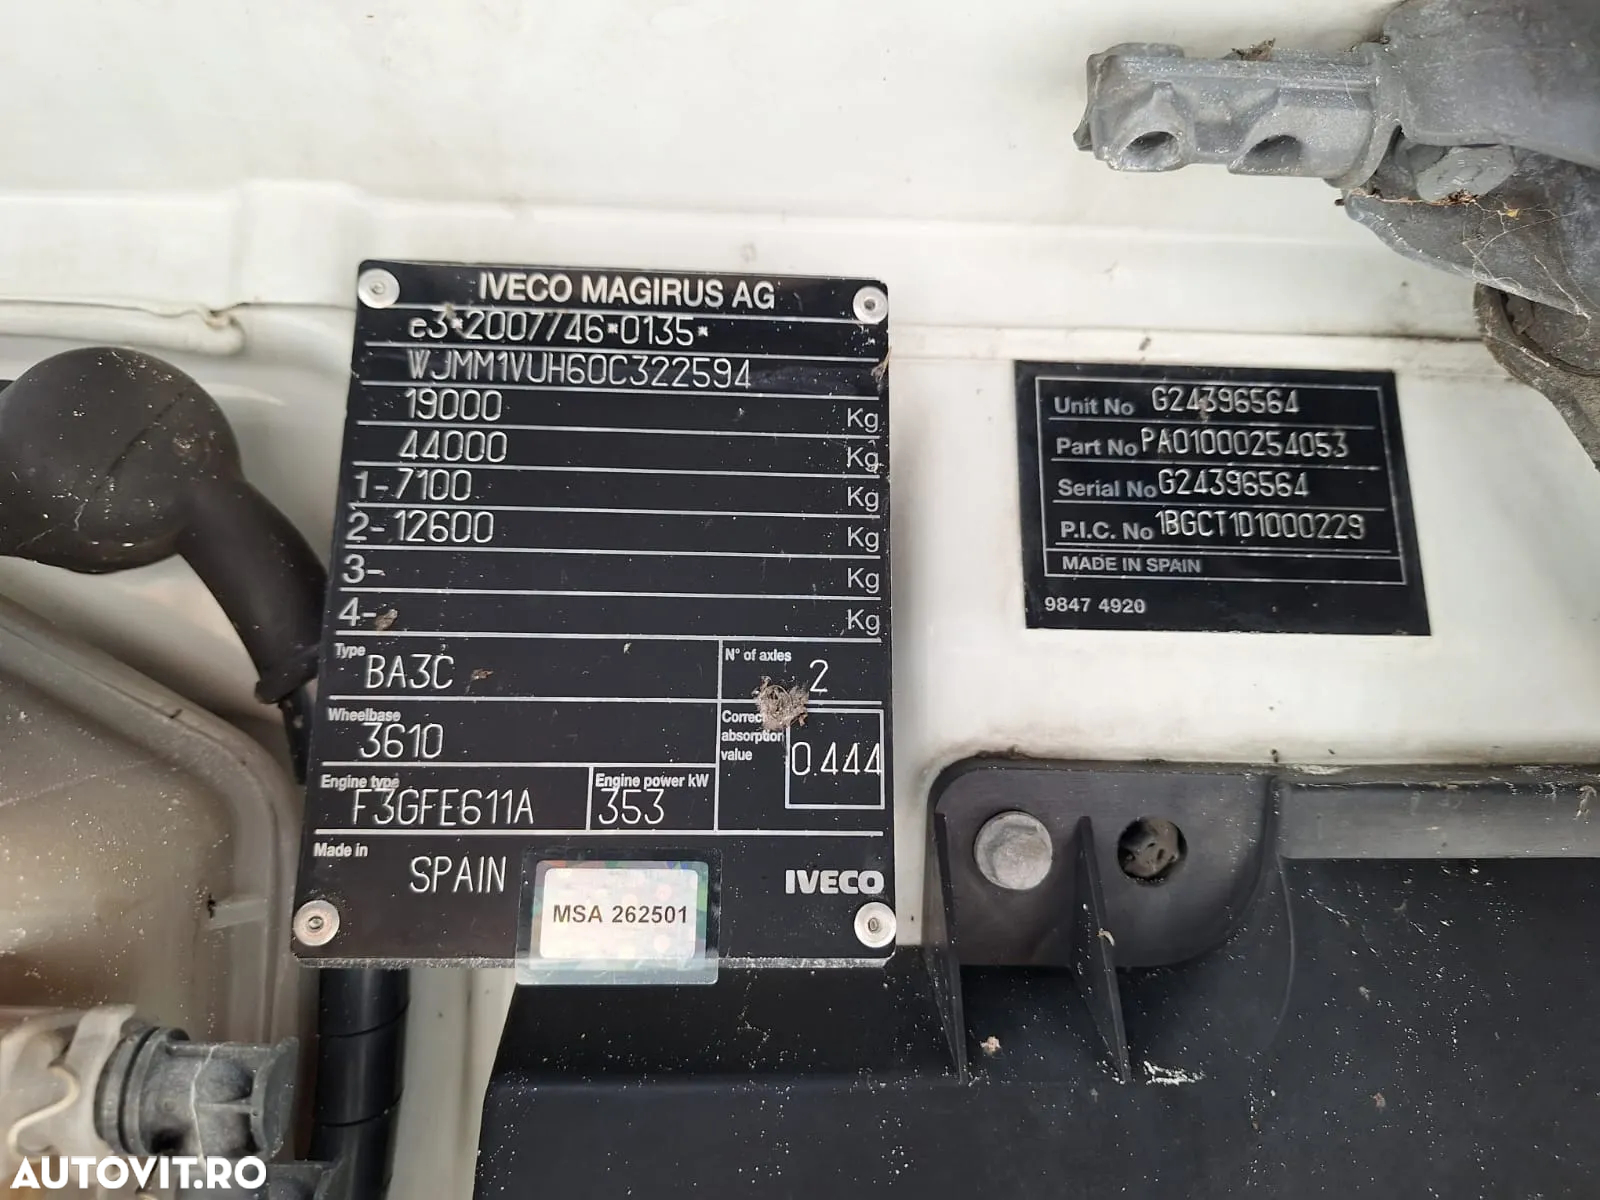 IVECO MAGIRUS AG
e3*2007/46*0135*
WJMM1VUH60C322594
19000 Kg
44000 Kg
1-7100 Kg
2-12600 Kg
3- Kg
4- Kg
Type BA3C
N° of axles 2
Wheelbase 3610
absorption value 0.444
Engine type F3GFE611A
Engine power kW 353
Made in SPAIN
IVECO
MSA 262501
Unit No G24396564
Part No PA01000254053
Serial No G24396564
P.I.C. No 1BGCT1D1000229
MADE IN SPAIN
9847 4920
AUTOVIT.RO